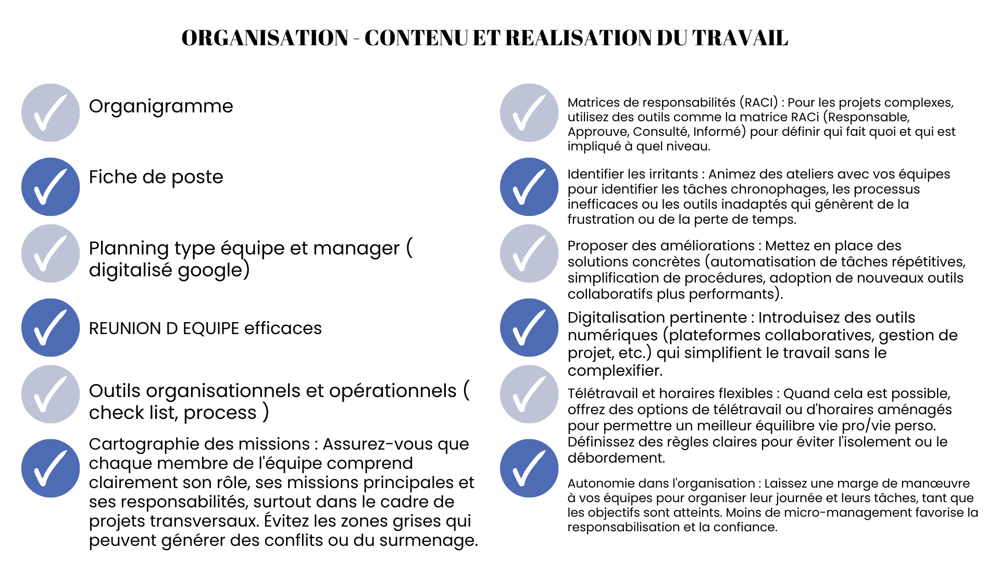 ORGANISATION - CONTENU ET REALISATION DU TRAVAIL
Organigramme
Fiche de poste
Planning type équipe et manager (
digitalisé google)
REUNION D EQUIPE efficaces
Outils organisationnels et opérationnels (
check list, process )
Cartographie des missions : Assurez-vous que
chaque membre de l'équipe comprend
clairement son rôle, ses missions principales et
ses responsabilités, surtout dans le cadre de
projets transversaux. Évitez les zones grises qui
peuvent générer des conflits ou du surmenage.
Matrices de responsabilités (RACI) : Pour les projets complexes,
utilisez des outils comme la matrice RACi (Responsable,
Approuve, Consulté, Informé) pour définir qui fait quoi et qui est
impliqué à quel niveau.
Identifier les irritants : Animez des ateliers avec vos équipes
pour identifier les tâches chronophages, les processus
inefficaces ou les outils inadaptés qui génèrent de la
frustration ou de la perte de temps.
Proposer des améliorations : Mettez en place des
solutions concrètes (automatisation de tâches répétitives,
simplification de procédures, adoption de nouveaux outils
collaboratifs plus performants).
Digitalisation pertinente : Introduisez des outils
numériques (plateformes collaboratives, gestion de
projet, etc.) qui simplifient le travail sans le
complexifier.
Télétravail et horaires flexibles : Quand cela est possible,
offrez des options de télétravail ou d'horaires aménagés
pour permettre un meilleur équilibre vie pro/vie perso.
Définissez des règles claires pour éviter l'isolement ou le
débordement.
Autonomie dans l'organisation : Laissez une marge de manœuvre
à vos équipes pour organiser leur journée et leurs tâches, tant que
les objectifs sont atteints. Moins de micro-management favorise la
responsabilisation et la confiance.